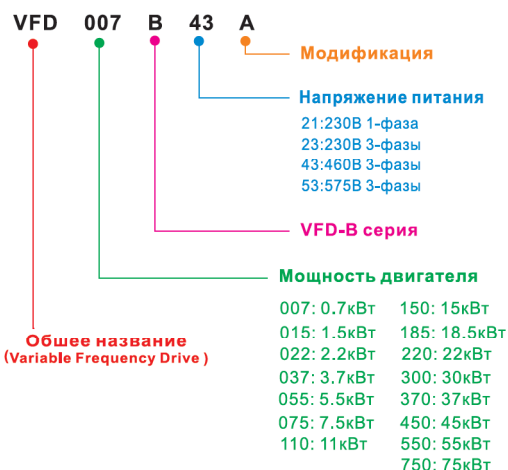 VFD 007 B 43 A
Модификация
Напряжение питания
21:230В 1-фаза
23:230В 3-фазы
43:460В 3-фазы
53:575В 3-фазы
VFD-B серия
Мощность двигателя
007: 0.7кВт 150: 15кВт
015: 1.5кВт 185: 18.5кВт
022: 2.2кВт 220: 22кВт
037: 3.7кВт 300: 30кВт
055: 5.5кВт 370: 37кВт
075: 7.5кВт 450: 45кВт
110: 11кВт 550: 55кВт
750: 75кВт
Обшее название
(Variable Frequency Drive )